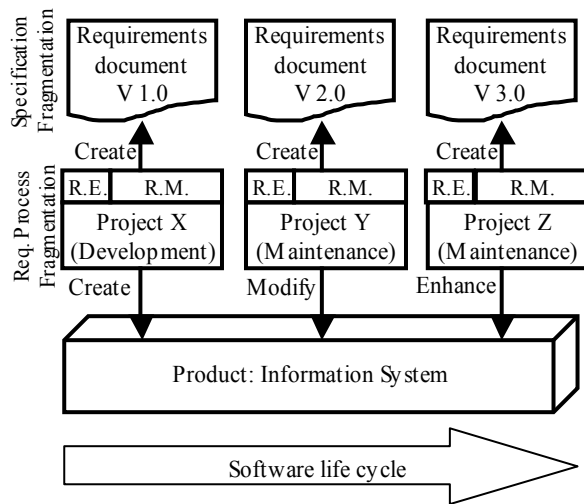 Specification
Fragmentation
Requirements
document
V 1.0
Requirements
document
V 2.0
Requirements
document
V 3.0
Create
Create
Create
Req. Process
Fragmentation
R.E.
R.M.
Project X
(Development)
R.E.
R.M.
Project Y
(Maintenance)
R.E.
R.M.
Project Z
(Maintenance)
Create
Modify
Enhance
Product: Information System
Software life cycle